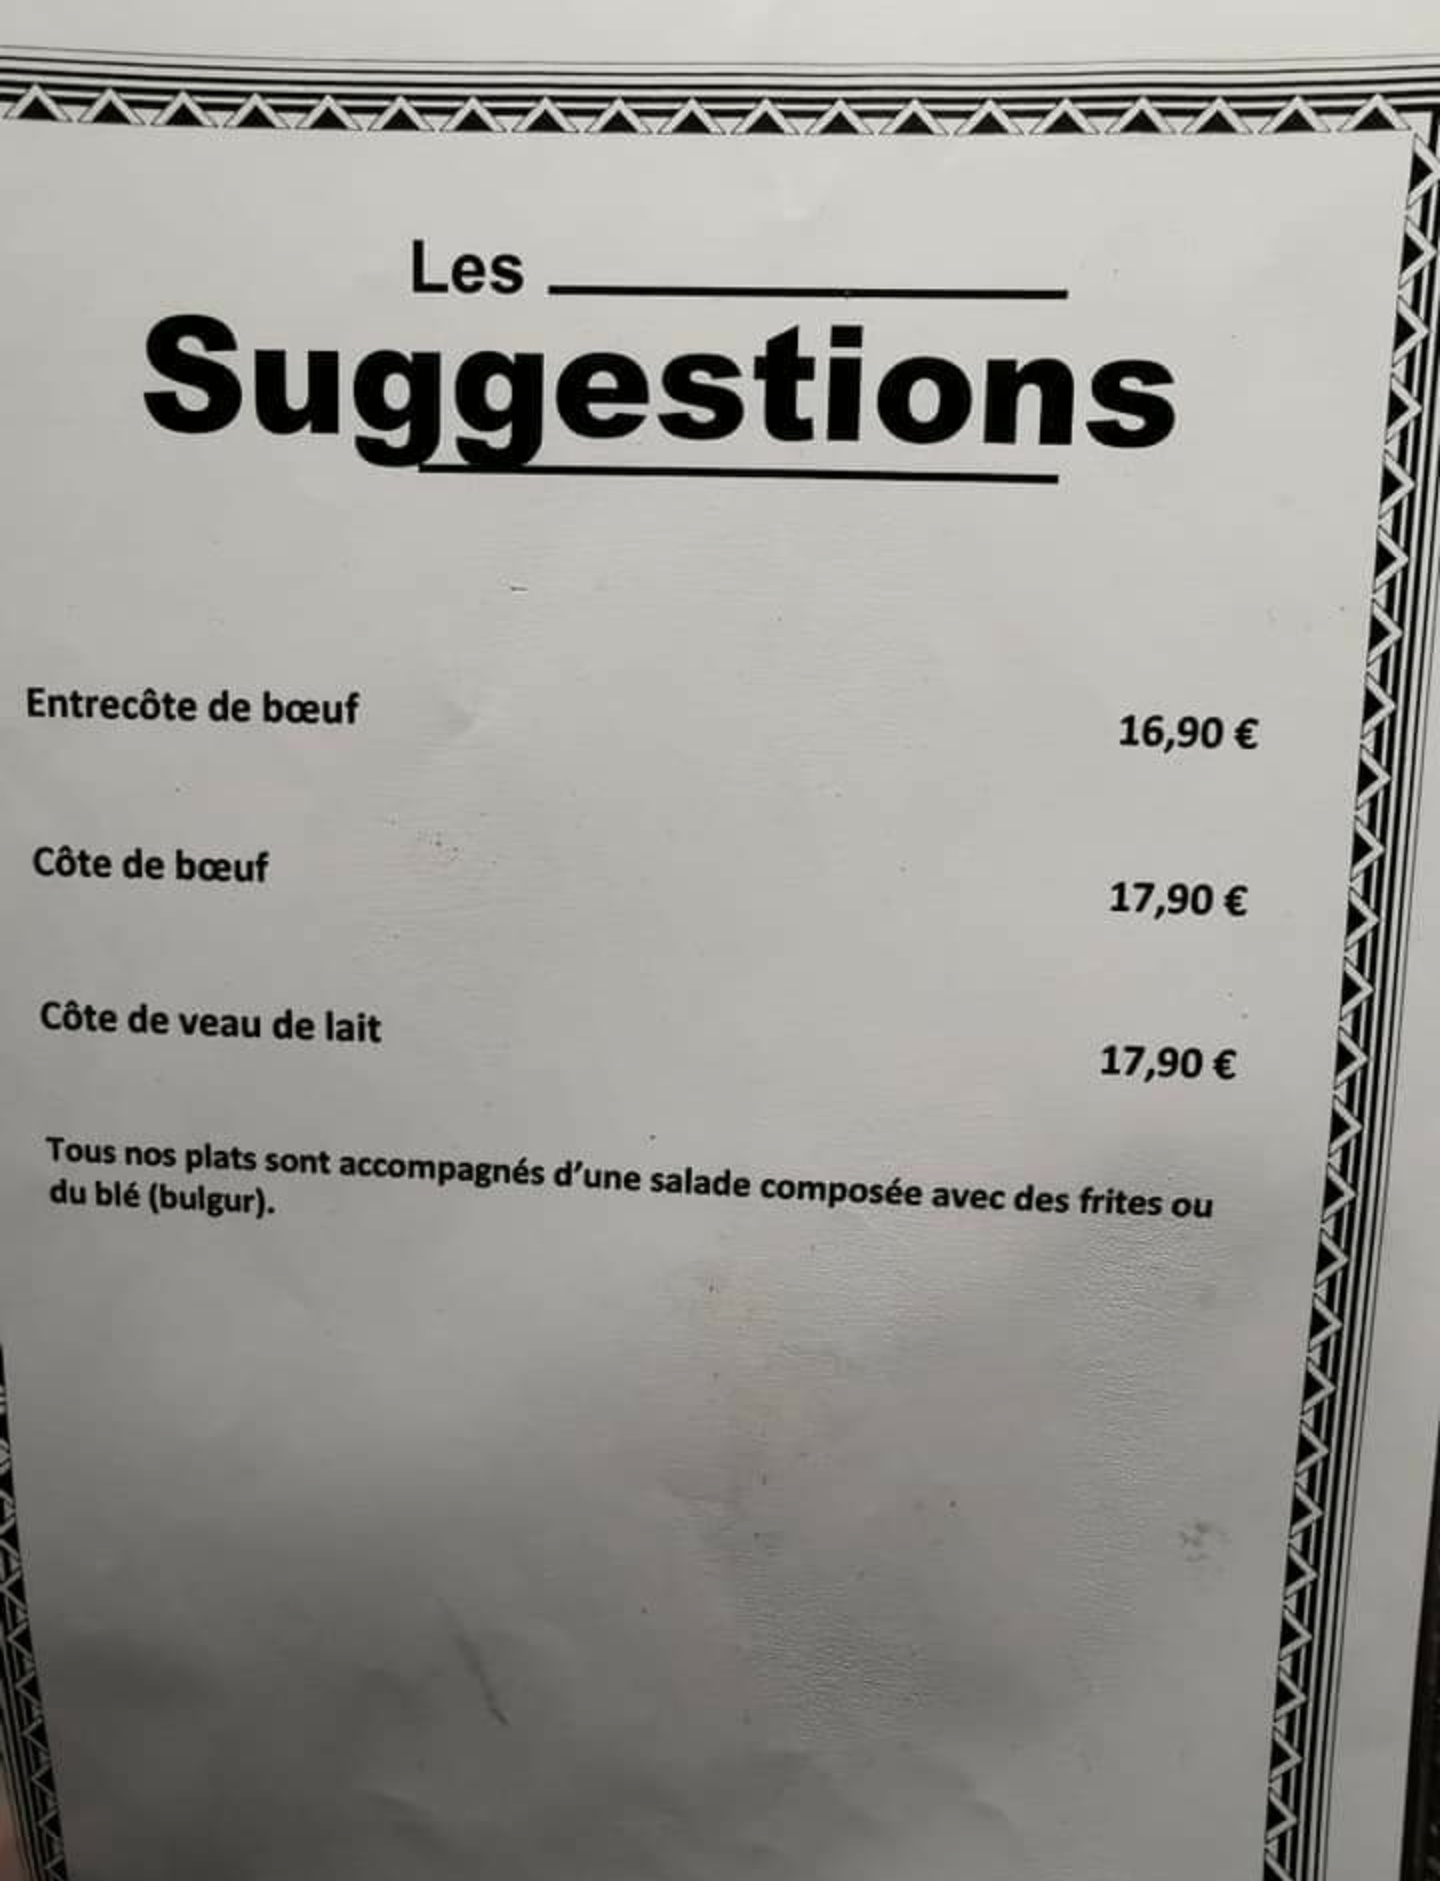 Les
Suggestions
Entrecôte de bœuf 16,90 €
Côte de bœuf 17,90 €
Côte de veau de lait 17,90 €
Tous nos plats sont accompagnés d’une salade composée avec des frites ou
du blé (bulgur).